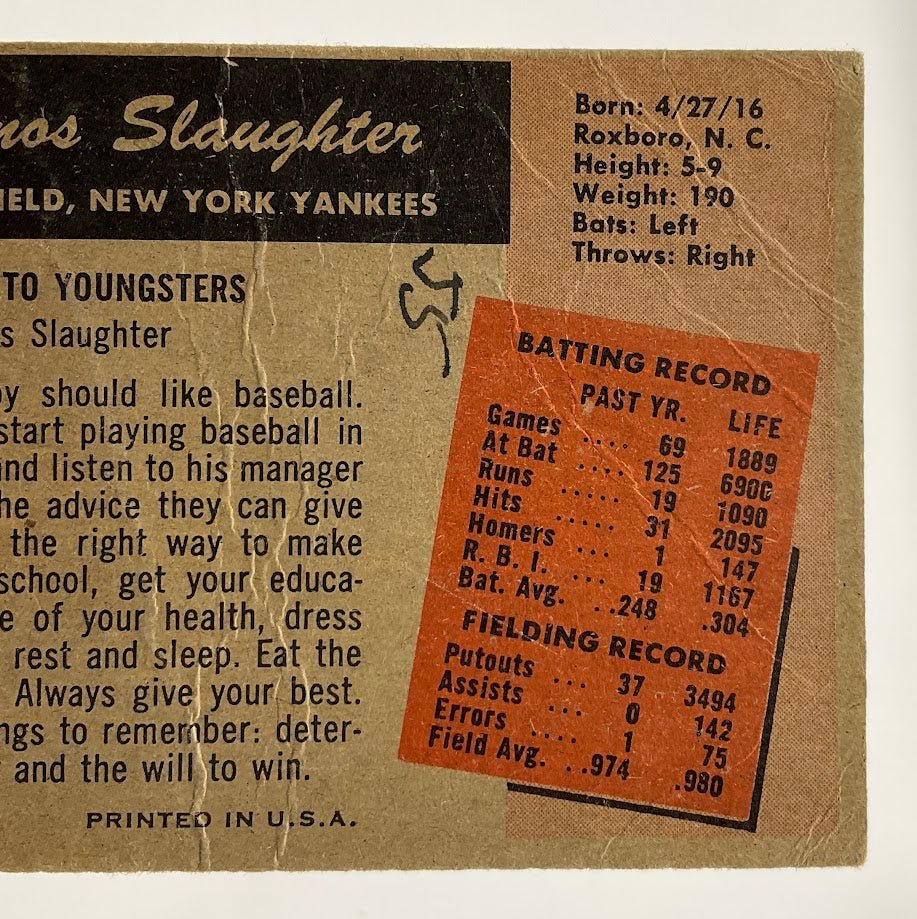 nos Slaughter
IELD, NEW YORK YANKEES
Born: 4/27/16
Roxboro, N. C.
Height: 5-9
Weight: 190
Bats: Left
Throws: Right
TO YOUNGSTERS
s Slaughter
y should like baseball.
start playing baseball in
nd listen to his manager
he advice they can give
the right way to make
school, get your educa-
e of your health, dress
rest and sleep. Eat the
Always give your best.
ngs to remember: deter-
and the will to win.
PRINTED IN U.S.A.
JS
BATTING RECORD
PAST YR. LIFE
Games .... 69 1889
At Bat .... 125 6900
Runs ..... 19 1090
Hits ..... 31 2095
Homers ... 1 147
R. B. I. ... 19 1167
Bat. Avg. ..248 .304
FIELDING RECORD
Putouts ... 37 3494
Assists ... 0 142
Errors .... 1 75
Field Avg. ..974 .980